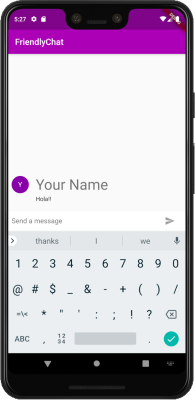 5:27
FriendlyChat
Y
Your Name
Hola!!
Send a message
thanks I we
1 2 3 4 5 6 7 8 9 0
@ # $ _ & - + ( ) /
=\< * " ' : ; ! ?
ABC , 12 34 .